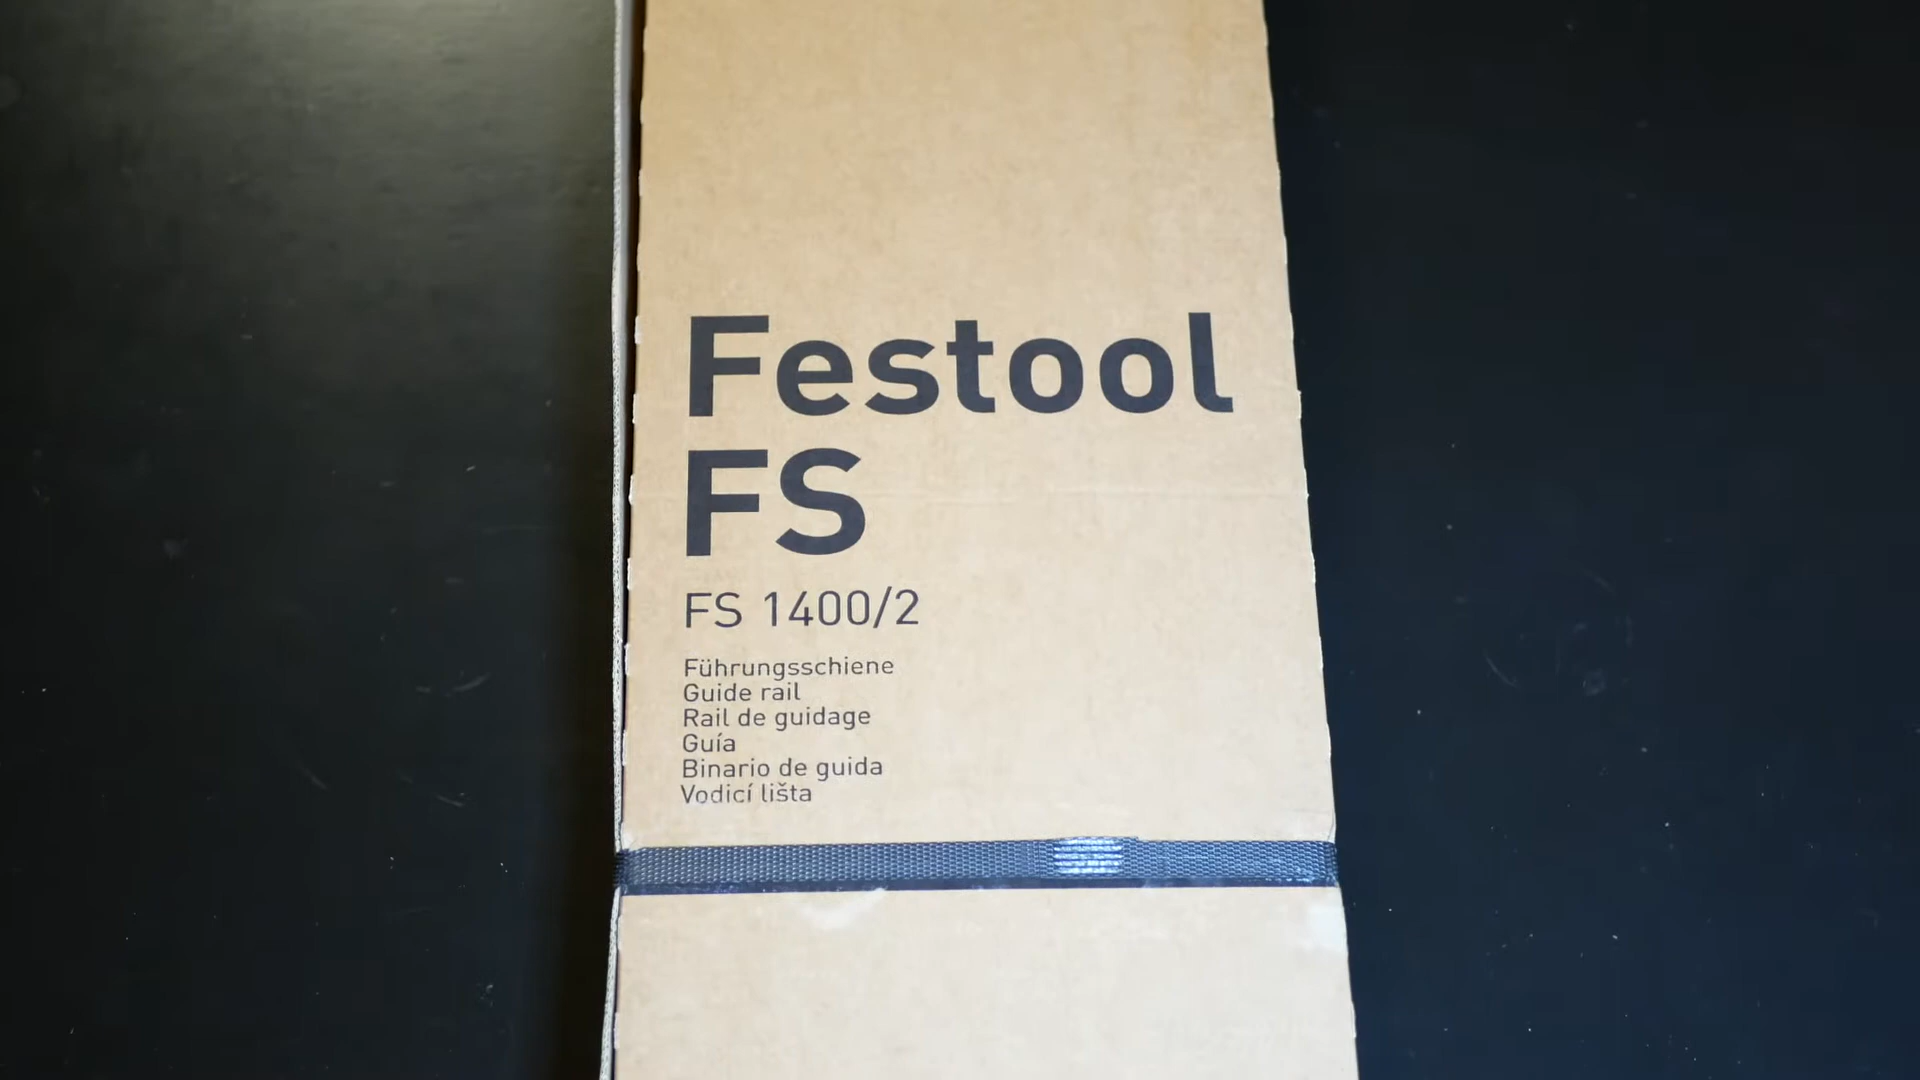 Festool
FS
FS 1400/2
Führungsschiene
Guide rail
Rail de guidage
Guía
Binario de guida
Vodicí lišta